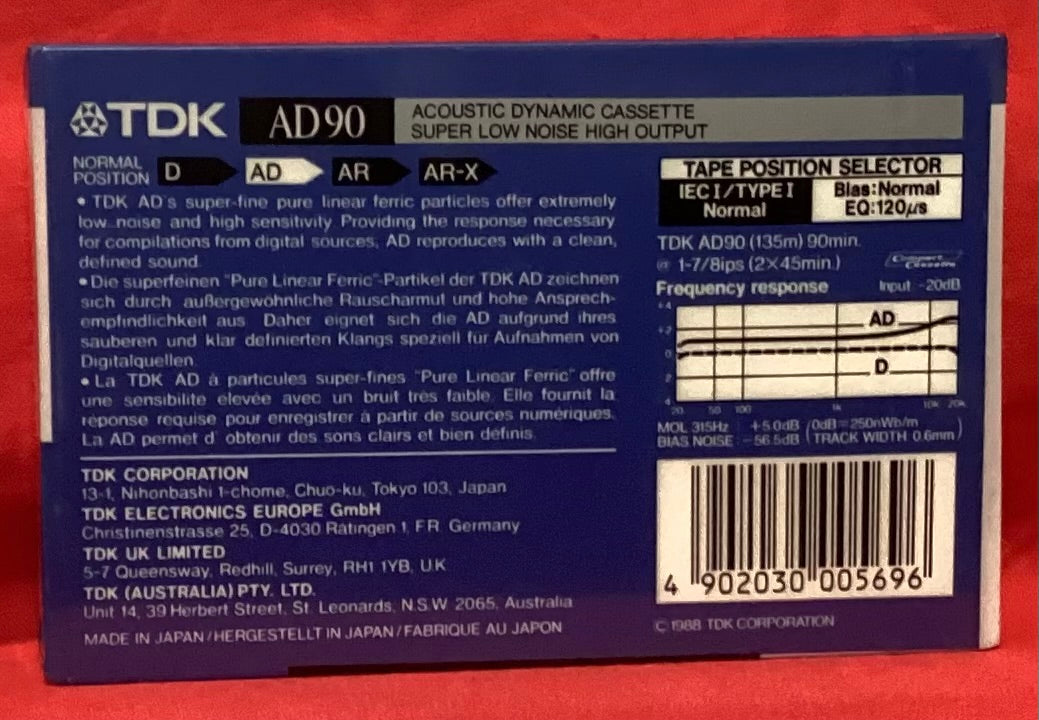 TDK AD90 ACOUSTIC DYNAMIC CASSETTE
SUPER LOW NOISE HIGH OUTPUT
NORMAL POSITION D AD AR AR-X
• TDK AD's super-fine pure linear ferric particles offer extremely
low noise and high sensitivity. Providing the response necessary
for compilations from digital sources, AD reproduces with a clean,
defined sound.
• Die superfeinen "Pure Linear Ferric"-Partikel der TDK AD zeichnen
sich durch außergewöhnliche Rauscharmut und hohe Ansprech-
empfindlichkeit aus. Daher eignet sich die AD aufgrund ihres
sauberen und klar definierten Klangs speziell für Aufnahmen von
Digitalquellen.
• La TDK AD à particules super-fines "Pure Linear Ferric" offre
une sensibilité élevée avec un bruit très faible. Elle fournit la
réponse requise pour enregistrer à partir de sources numériques.
La AD permet d' obtenir des sons clairs et bien définis.
TDK CORPORATION
13-1, Nihonbashi 1-chome, Chuo-ku, Tokyo 103, Japan
TDK ELECTRONICS EUROPE GmbH
Christinenstrasse 25, D-4030 Ratingen 1, F.R. Germany
TDK UK LIMITED
5-7 Queensway, Redhill, Surrey, RH1 1YB, U.K.
TDK (AUSTRALIA) PTY. LTD.
Unit 14, 39 Herbert Street, St. Leonards, N.S.W. 2065, Australia
MADE IN JAPAN/HERGESTELLT IN JAPAN/FABRIQUE AU JAPON
TAPE POSITION SELECTOR
IEC I/TYPE I
Normal
Bias:Normal
EQ:120µs
TDK AD90 (135m) 90min.
@ 1-7/8ips (2×45min.)
Compact Cassette
Frequency response Input -20dB
+4
+2
0
2
4
AD
D
20 50 100 1k 10k 20k
MOL 315Hz : +5.0dB (0dB=250nWb/m
BIAS NOISE : -56.5dB TRACK WIDTH 0.6mm)
4 902030 005696
© 1988 TDK CORPORATION